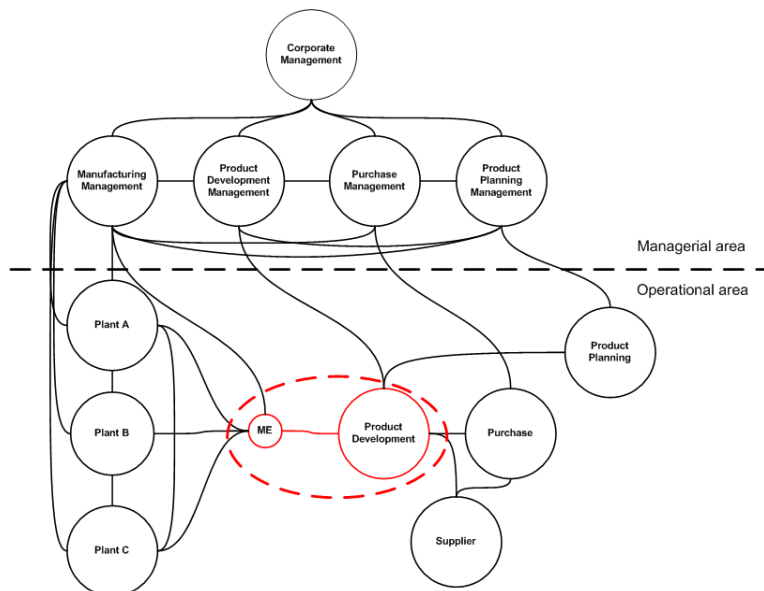 Corporate
Management
Manufacturing
Management
Product
Development
Management
Purchase
Management
Product
Planning
Management
Managerial area
Operational area
Plant A
Product
Planning
Plant B
ME
Product
Development
Purchase
Plant C
Supplier